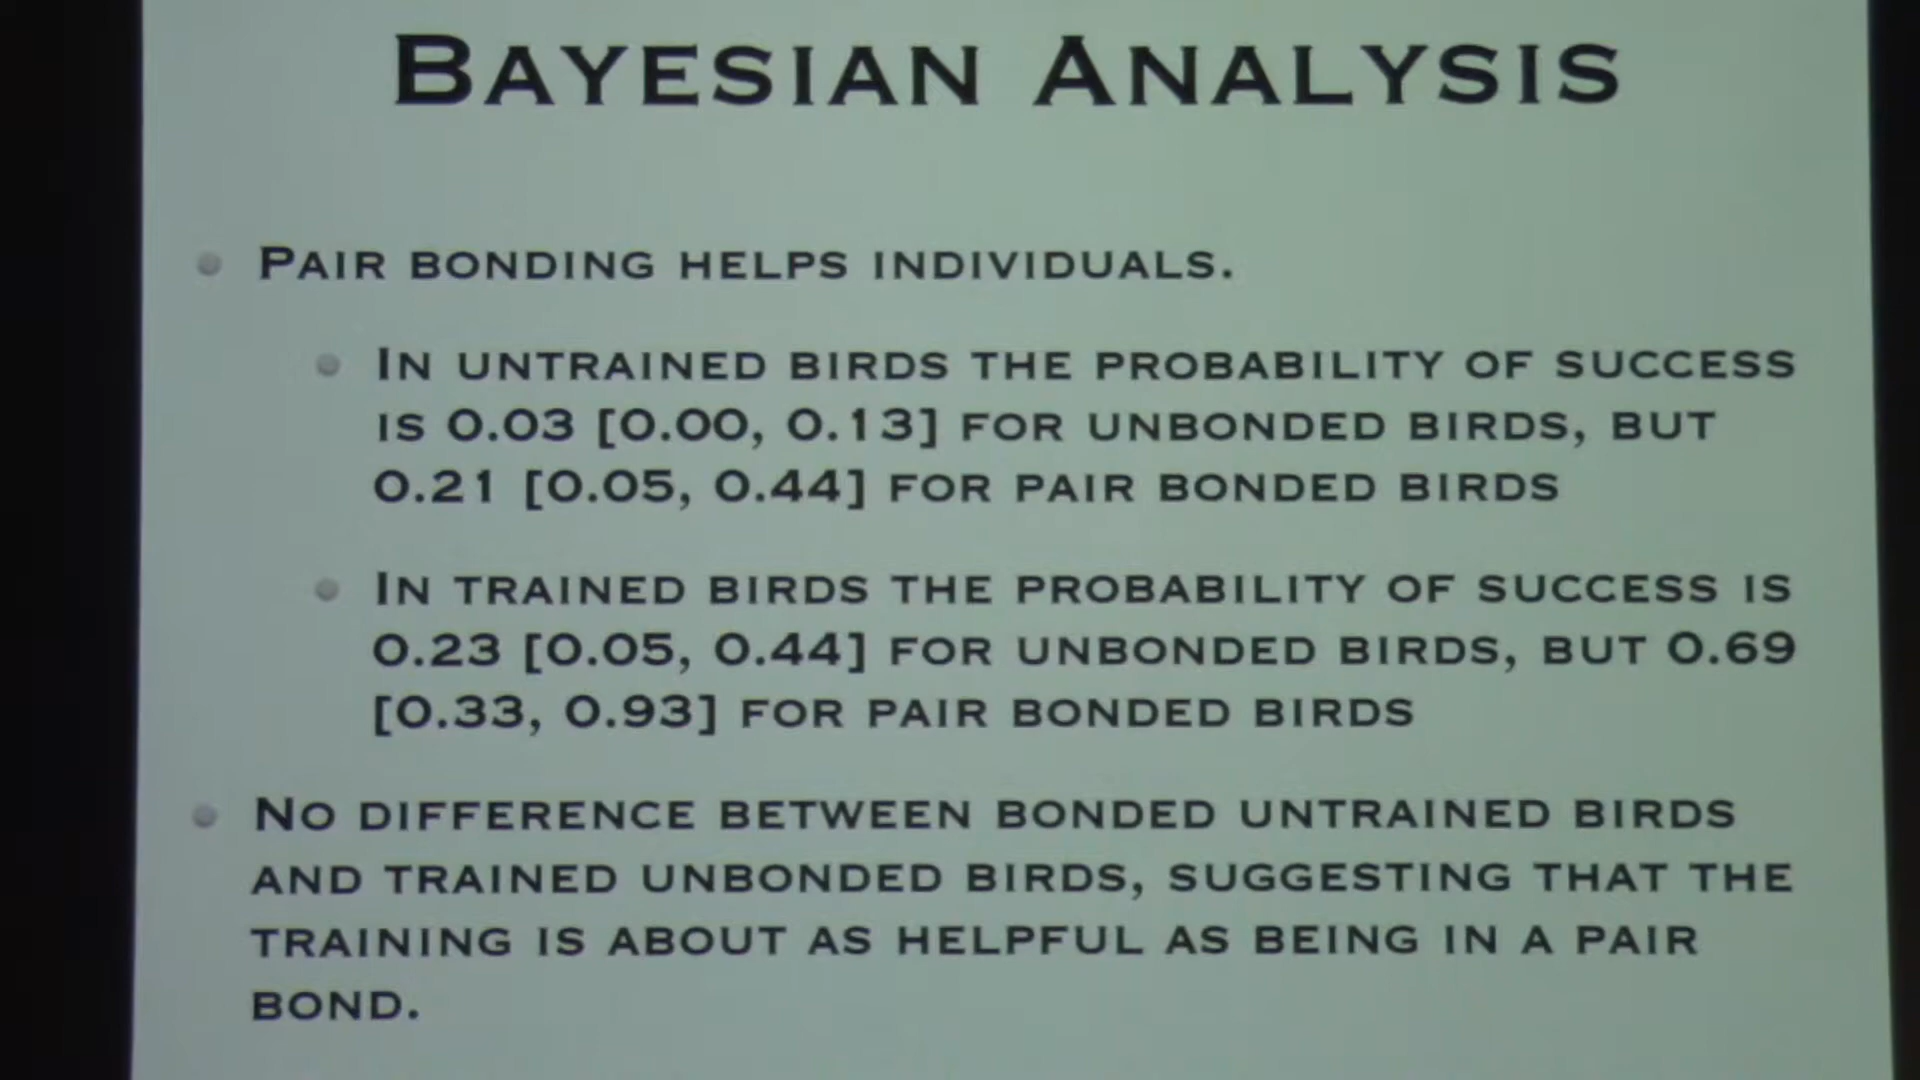 Bayesian Analysis
Pair bonding helps individuals.
In untrained birds the probability of success
is 0.03 [0.00, 0.13] for unbonded birds, but
0.21 [0.05, 0.44] for pair bonded birds
In trained birds the probability of success is
0.23 [0.05, 0.44] for unbonded birds, but 0.69
[0.33, 0.93] for pair bonded birds
No difference between bonded untrained birds
and trained unbonded birds, suggesting that the
training is about as helpful as being in a pair
bond.